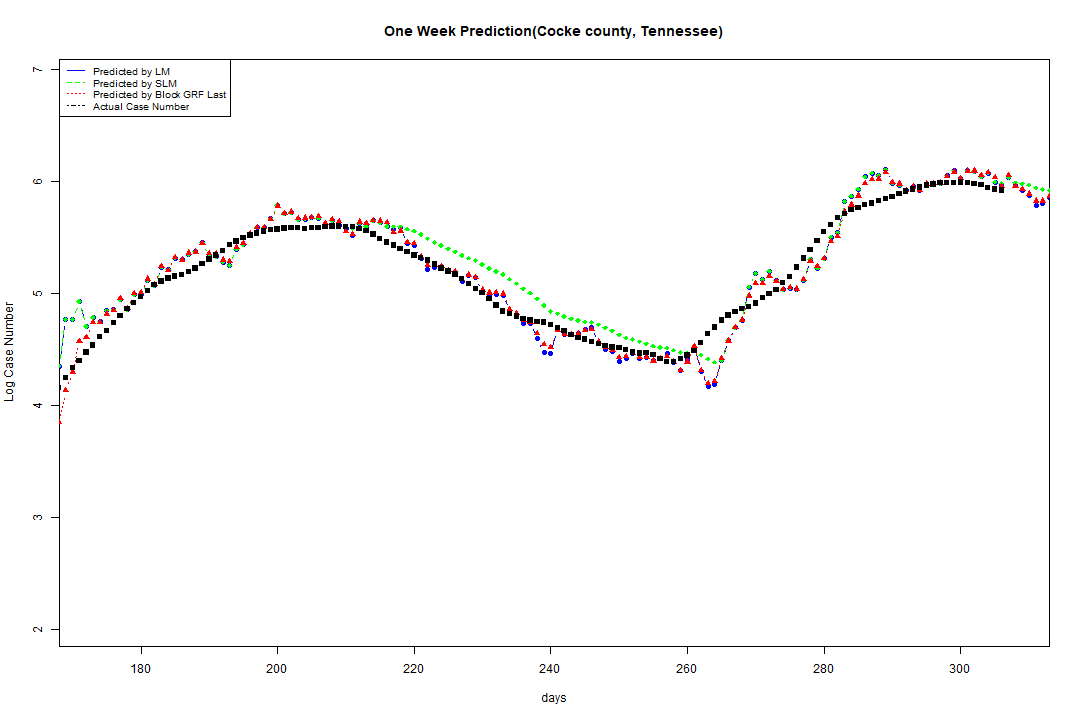 One Week Prediction(Cocke county, Tennessee)
Predicted by LM
Predicted by SLM
Predicted by Block GRF Last
Actual Case Number
7
6
5
4
3
2
Log Case Number
180 200 220 240 260 280 300
days